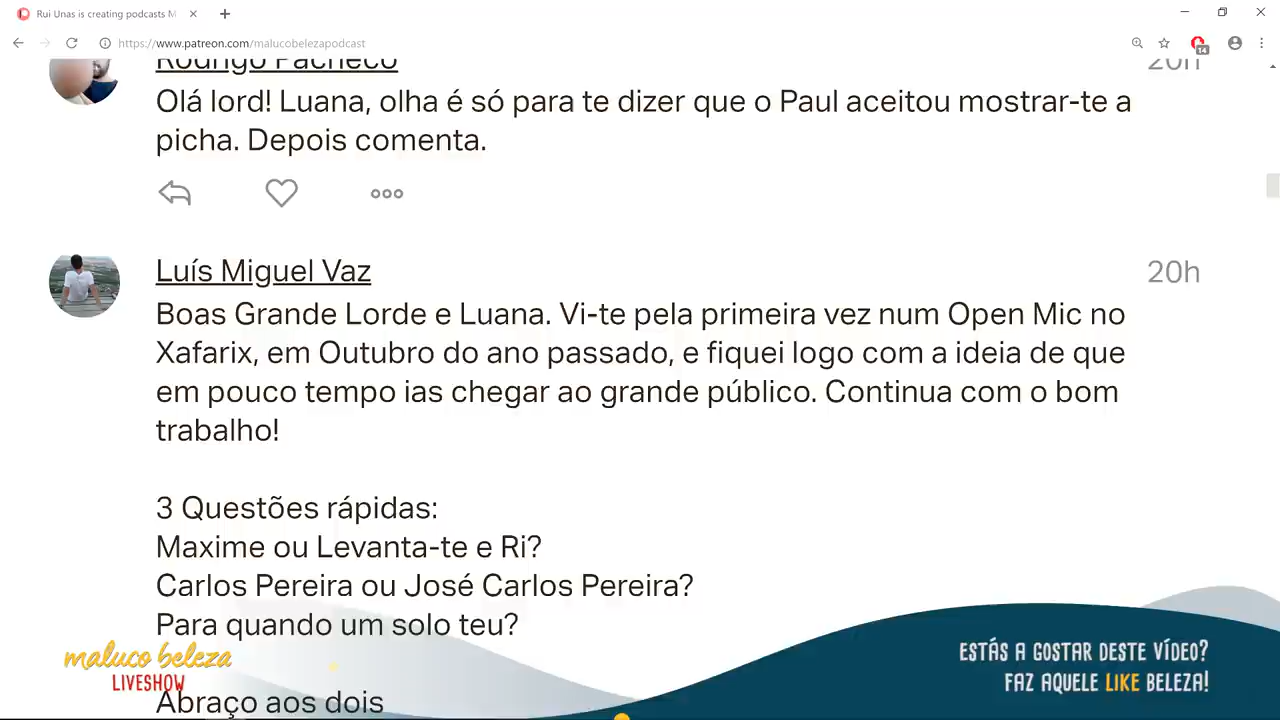 Rui Unas is creating podcasts M
https://www.patreon.com/malucobelezapodcast
14
Rodrigo Pacheco
20h
Olá lord! Luana, olha é só para te dizer que o Paul aceitou mostrar-te a
picha. Depois comenta.
Luís Miguel Vaz
20h
Boas Grande Lorde e Luana. Vi-te pela primeira vez num Open Mic no
Xafarix, em Outubro do ano passado, e fiquei logo com a ideia de que
em pouco tempo ias chegar ao grande público. Continua com o bom
trabalho!
3 Questões rápidas:
Maxime ou Levanta-te e Ri?
Carlos Pereira ou José Carlos Pereira?
Para quando um solo teu?
Abraço aos dois
maluco beleza
LIVESHOW
ESTÁS A GOSTAR DESTE VÍDEO?
FAZ AQUELE LIKE BELEZA!